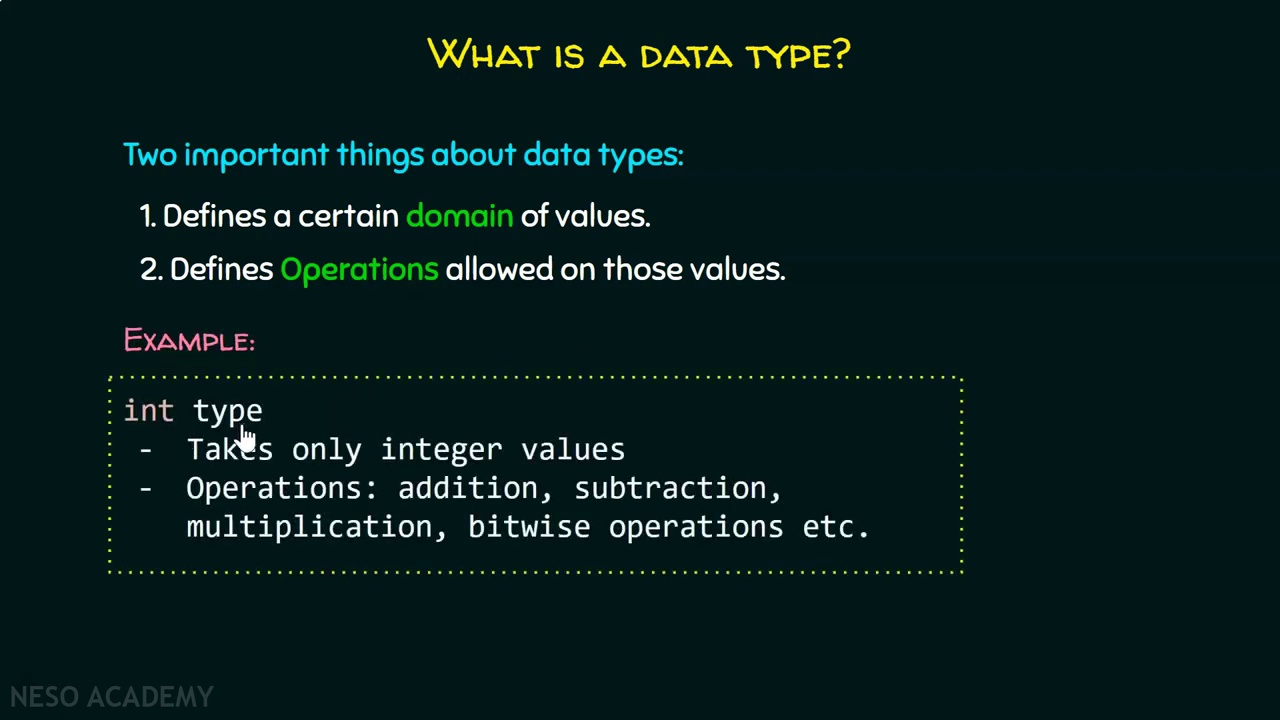 WHAT IS A DATA TYPE?
Two important things about data types:
1. Defines a certain domain of values.
2. Defines Operations allowed on those values.
EXAMPLE:
int type
- Takes only integer values
- Operations: addition, subtraction,
multiplication, bitwise operations etc.
NESO ACADEMY